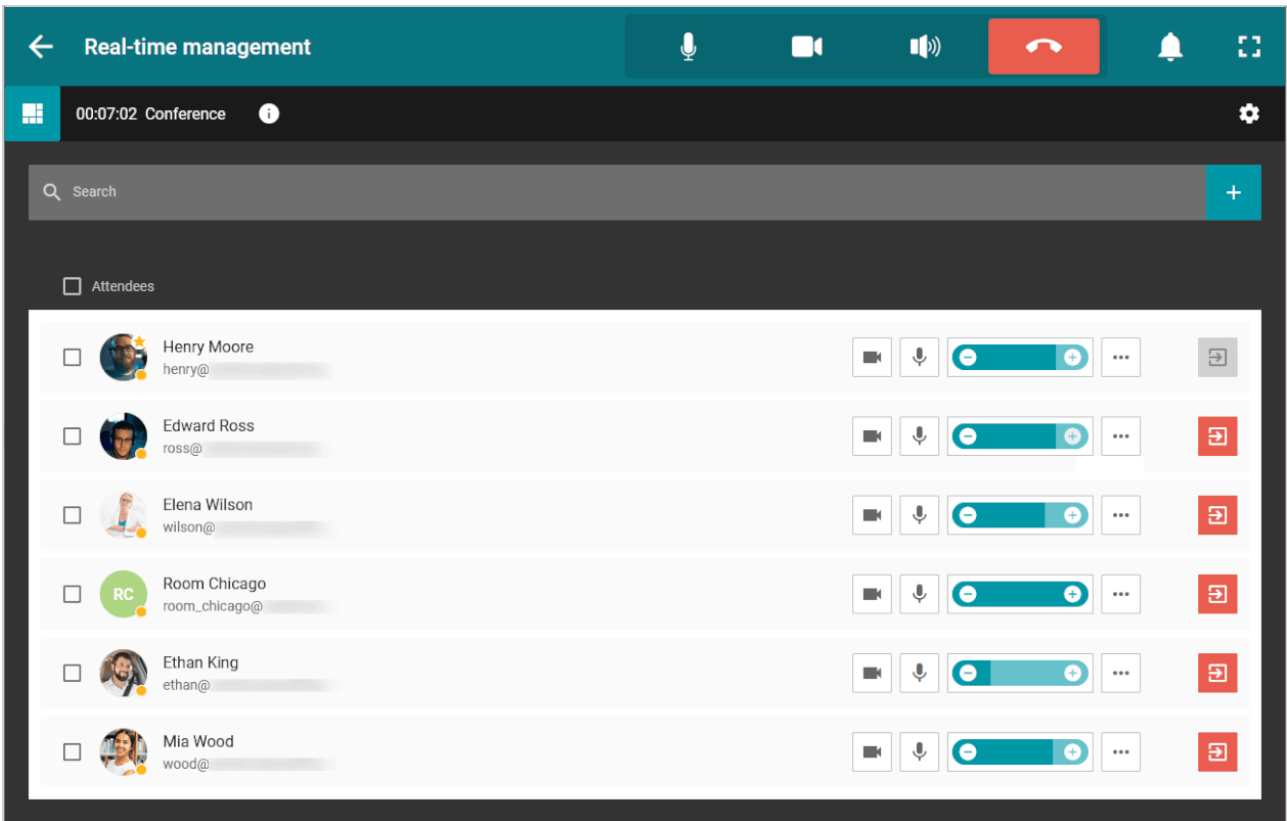 Real-time management
00:07:02 Conference
Search
Attendees
Henry Moore
henry@
Edward Ross
ross@
Elena Wilson
wilson@
RC
Room Chicago
room_chicago@
Ethan King
ethan@
Mia Wood
wood@